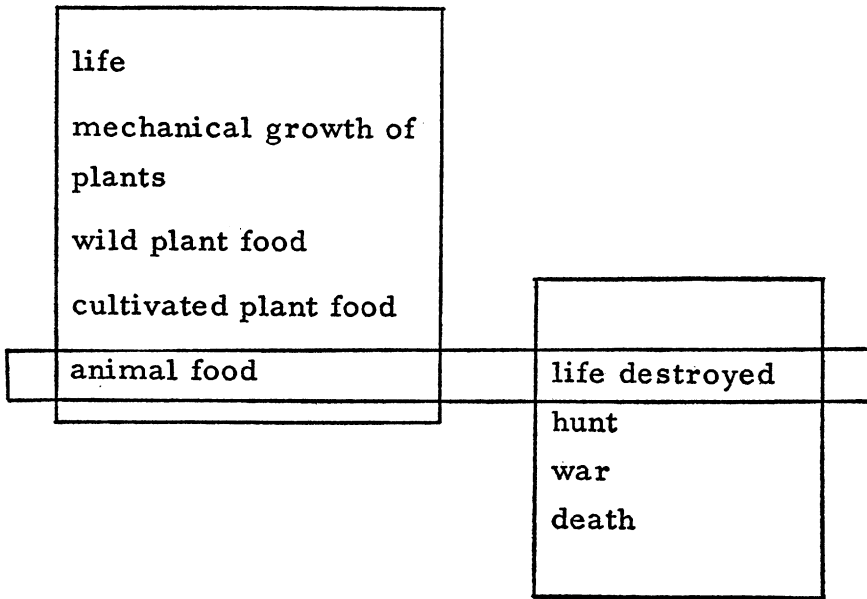 life
mechanical growth of
plants
wild plant food
cultivated plant food
animal food
life destroyed
hunt
war
death